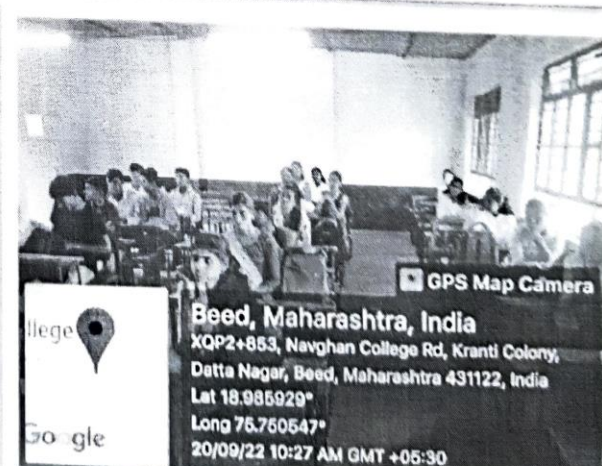 GPS Map Camera
Beed, Maharashtra, India
XQP2+853, Navghan College Rd, Kranti Colony,
Datta Nagar, Beed, Maharashtra 431122, India
Lat 18.985929°
Long 75.750547°
20/09/22 10:27 AM GMT +05:30
llege
Google